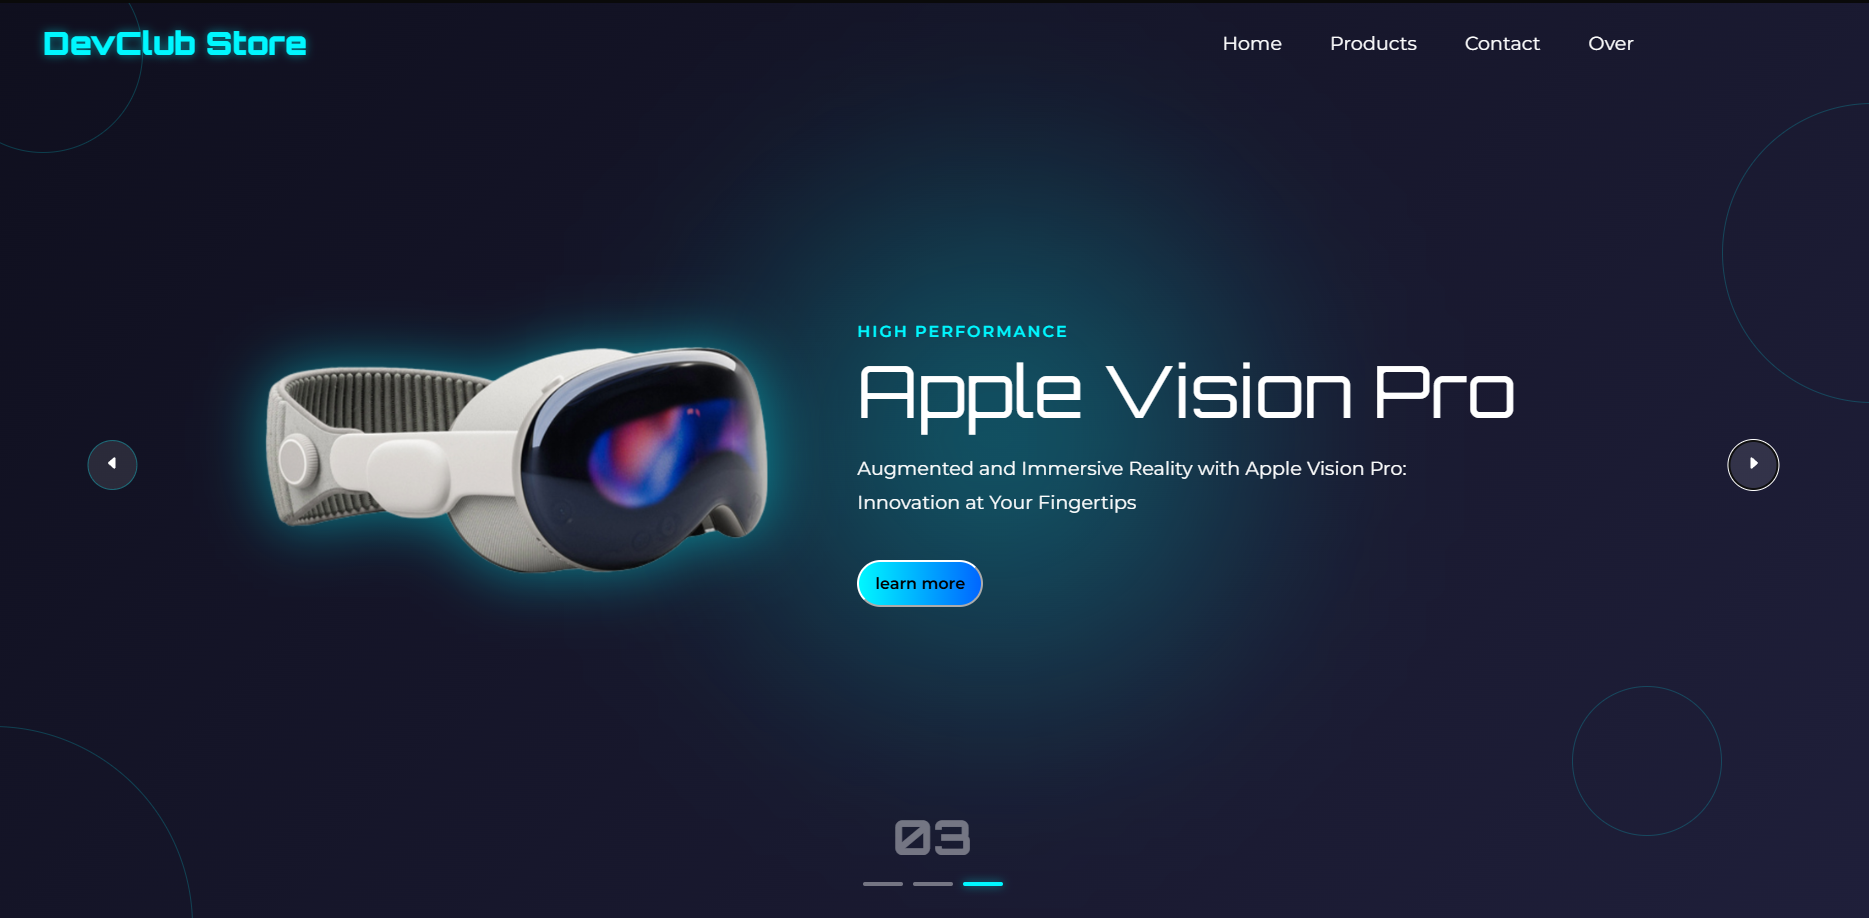 DevClub Store
Home Products Contact Over
HIGH PERFORMANCE
Apple Vision Pro
Augmented and Immersive Reality with Apple Vision Pro:
Innovation at Your Fingertips
learn more
03